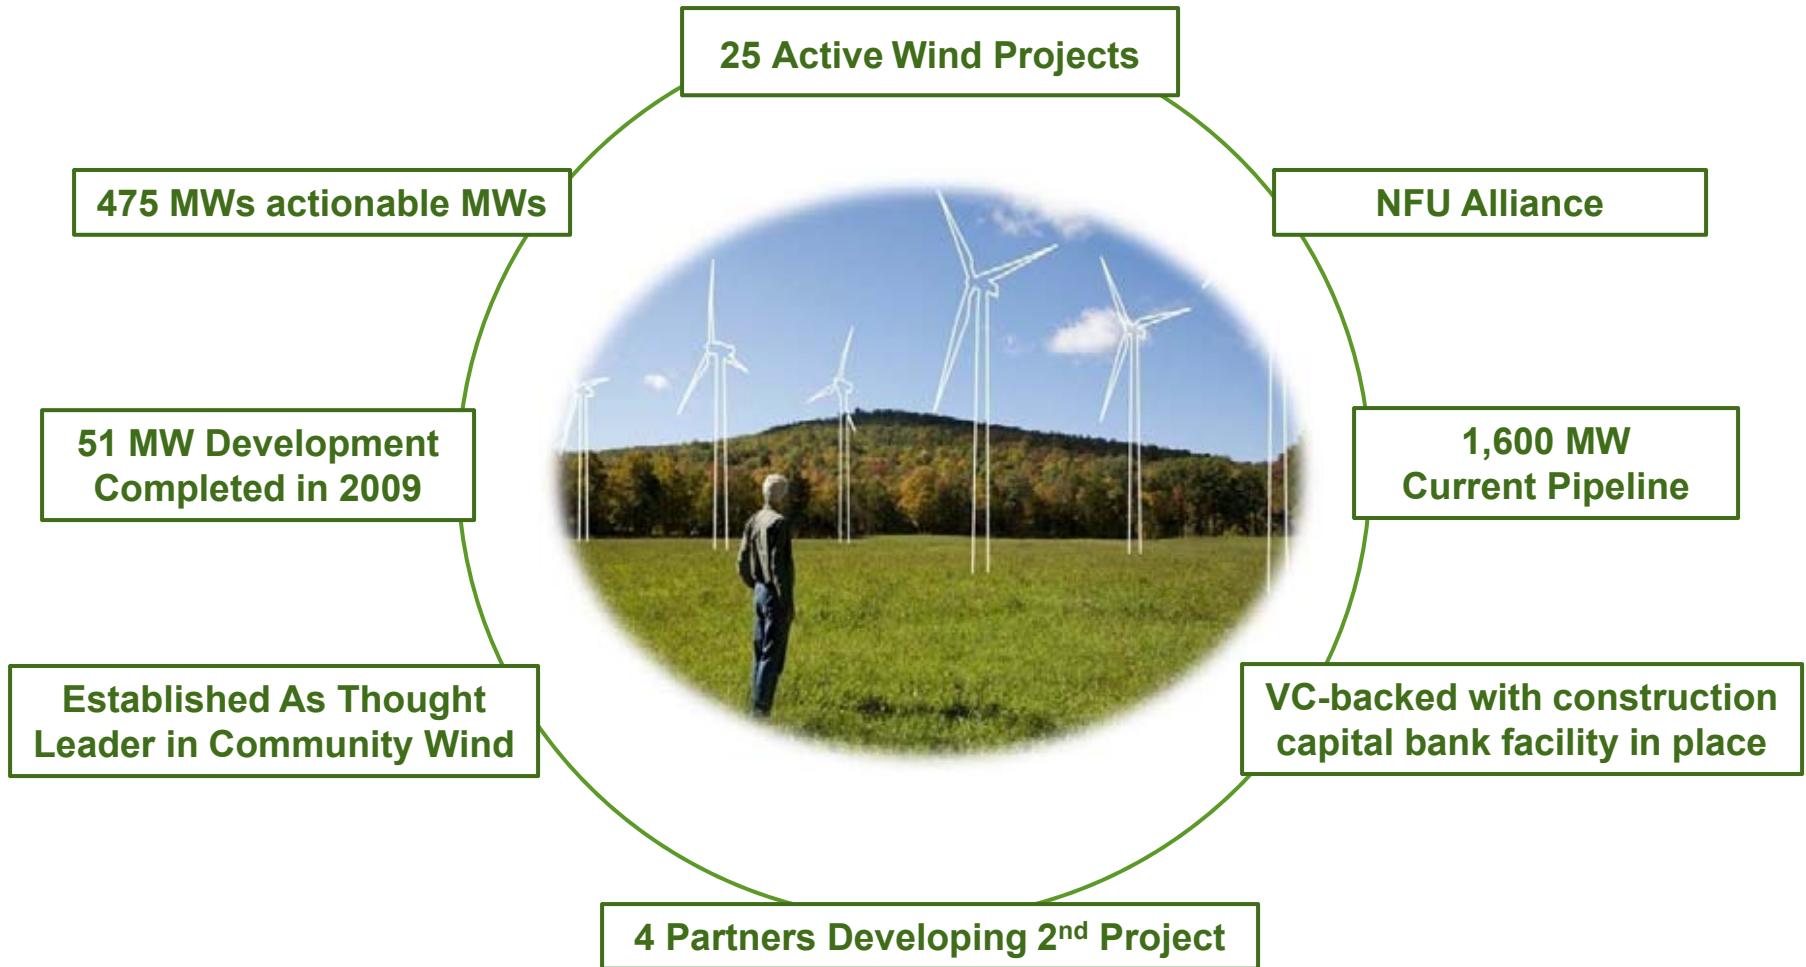 25 Active Wind Projects
475 MWs actionable MWs
NFU Alliance
51 MW Development
Completed in 2009
1,600 MW
Current Pipeline
Established As Thought
Leader in Community Wind
VC-backed with construction
capital bank facility in place
4 Partners Developing 2nd Project